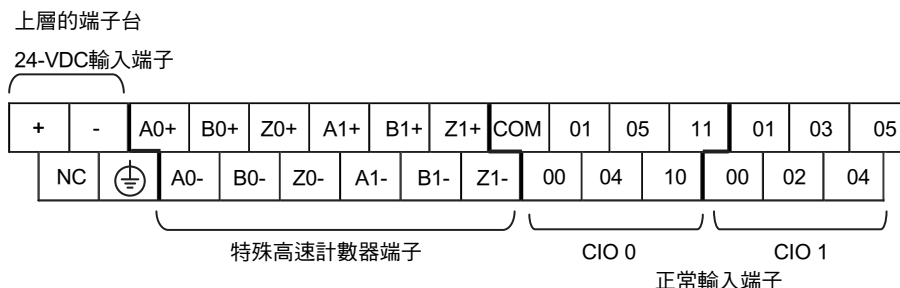 上層的端子台
24-VDC輸入端子
+ - A0+ B0+ Z0+ A1+ B1+ Z1+ COM 01 05 11 01 03 05
NC A0- B0- Z0- A1- B1- Z1- 00 04 10 00 02 04
特殊高速計數器端子 CIO 0 CIO 1
正常輸入端子